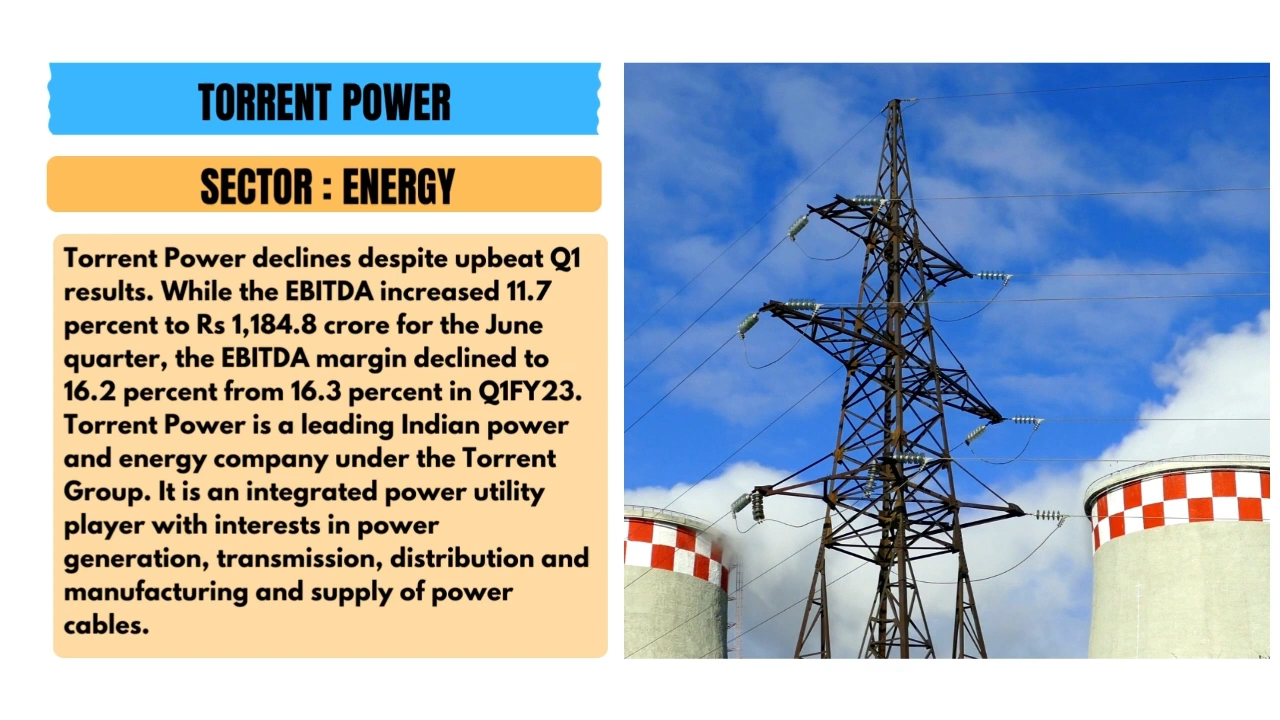 TORRENT POWER
SECTOR : ENERGY
Torrent Power declines despite upbeat Q1
results. While the EBITDA increased 11.7
percent to Rs 1,184.8 crore for the June
quarter, the EBITDA margin declined to
16.2 percent from 16.3 percent in Q1FY23.
Torrent Power is a leading Indian power
and energy company under the Torrent
Group. It is an integrated power utility
player with interests in power
generation, transmission, distribution and
manufacturing and supply of power
cables.